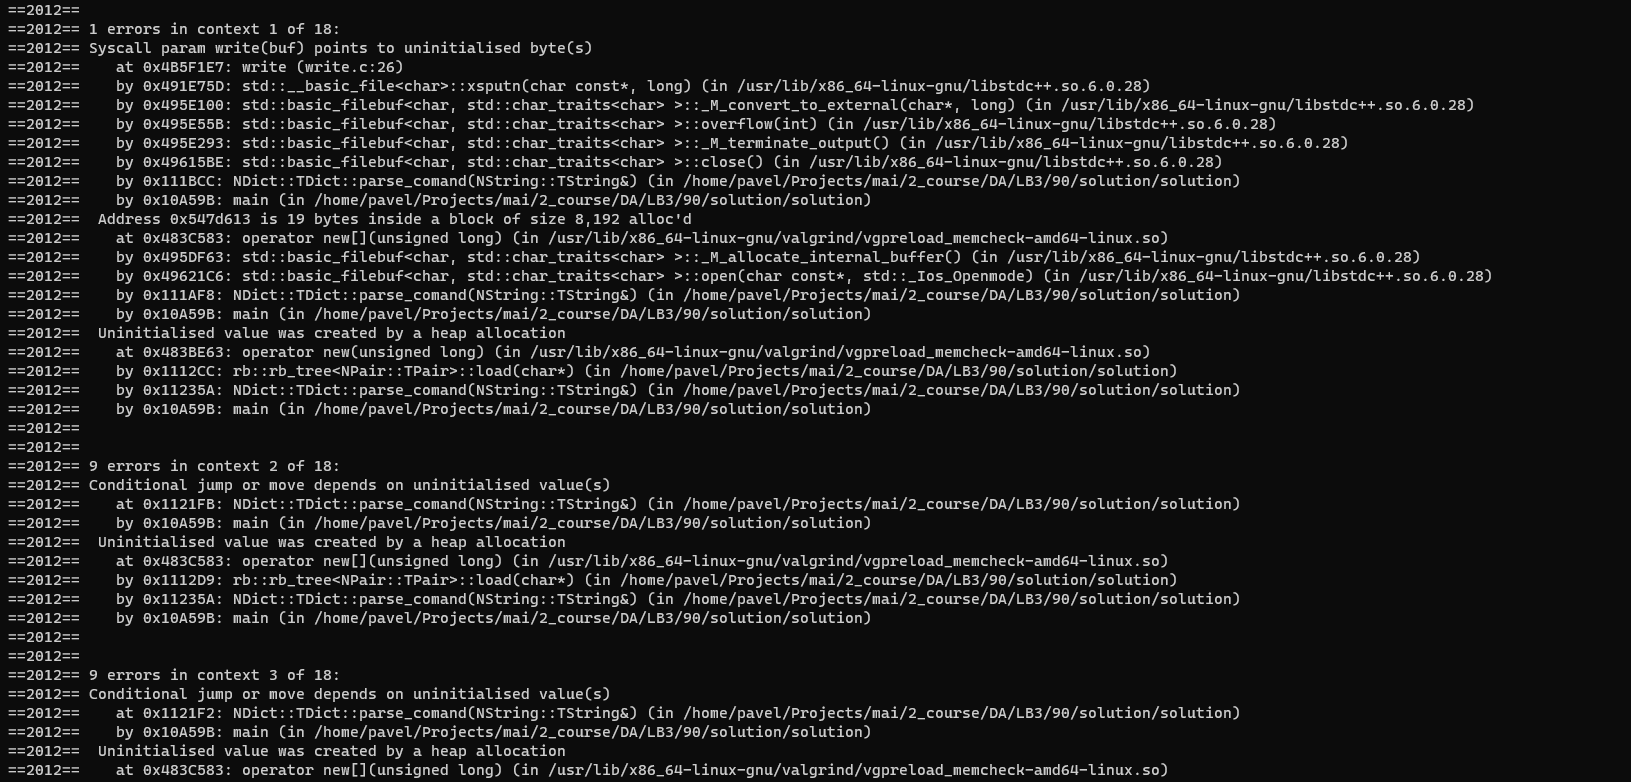 ==2012==
==2012== 1 errors in context 1 of 18:
==2012== Syscall param write(buf) points to uninitialised byte(s)
==2012==    at 0x4B5F1E7: write (write.c:26)
==2012==    by 0x491E75D: std::__basic_file<char>::xsputn(char const*, long) (in /usr/lib/x86_64-linux-gnu/libstdc++.so.6.0.28)
==2012==    by 0x495E100: std::basic_filebuf<char, std::char_traits<char> >::_M_convert_to_external(char*, long) (in /usr/lib/x86_64-linux-gnu/libstdc++.so.6.0.28)
==2012==    by 0x495E55B: std::basic_filebuf<char, std::char_traits<char> >::overflow(int) (in /usr/lib/x86_64-linux-gnu/libstdc++.so.6.0.28)
==2012==    by 0x495E293: std::basic_filebuf<char, std::char_traits<char> >::_M_terminate_output() (in /usr/lib/x86_64-linux-gnu/libstdc++.so.6.0.28)
==2012==    by 0x49615BE: std::basic_filebuf<char, std::char_traits<char> >::close() (in /usr/lib/x86_64-linux-gnu/libstdc++.so.6.0.28)
==2012==    by 0x111BCC: NDict::TDict::parse_comand(NString::TString&) (in /home/pavel/Projects/mai/2_course/DA/LB3/90/solution/solution)
==2012==    by 0x10A59B: main (in /home/pavel/Projects/mai/2_course/DA/LB3/90/solution/solution)
==2012==  Address 0x547d613 is 19 bytes inside a block of size 8,192 alloc'd
==2012==    at 0x483C583: operator new[](unsigned long) (in /usr/lib/x86_64-linux-gnu/valgrind/vgpreload_memcheck-amd64-linux.so)
==2012==    by 0x495DF63: std::basic_filebuf<char, std::char_traits<char> >::_M_allocate_internal_buffer() (in /usr/lib/x86_64-linux-gnu/libstdc++.so.6.0.28)
==2012==    by 0x49621C6: std::basic_filebuf<char, std::char_traits<char> >::open(char const*, std::_Ios_Openmode) (in /usr/lib/x86_64-linux-gnu/libstdc++.so.6.0.28)
==2012==    by 0x111AF8: NDict::TDict::parse_comand(NString::TString&) (in /home/pavel/Projects/mai/2_course/DA/LB3/90/solution/solution)
==2012==    by 0x10A59B: main (in /home/pavel/Projects/mai/2_course/DA/LB3/90/solution/solution)
==2012==  Uninitialised value was created by a heap allocation
==2012==    at 0x483BE63: operator new(unsigned long) (in /usr/lib/x86_64-linux-gnu/valgrind/vgpreload_memcheck-amd64-linux.so)
==2012==    by 0x1112CC: rb::rb_tree<NPair::TPair>::load(char*) (in /home/pavel/Projects/mai/2_course/DA/LB3/90/solution/solution)
==2012==    by 0x11235A: NDict::TDict::parse_comand(NString::TString&) (in /home/pavel/Projects/mai/2_course/DA/LB3/90/solution/solution)
==2012==    by 0x10A59B: main (in /home/pavel/Projects/mai/2_course/DA/LB3/90/solution/solution)
==2012==
==2012==
==2012== 9 errors in context 2 of 18:
==2012== Conditional jump or move depends on uninitialised value(s)
==2012==    at 0x1121FB: NDict::TDict::parse_comand(NString::TString&) (in /home/pavel/Projects/mai/2_course/DA/LB3/90/solution/solution)
==2012==    by 0x10A59B: main (in /home/pavel/Projects/mai/2_course/DA/LB3/90/solution/solution)
==2012==  Uninitialised value was created by a heap allocation
==2012==    at 0x483C583: operator new[](unsigned long) (in /usr/lib/x86_64-linux-gnu/valgrind/vgpreload_memcheck-amd64-linux.so)
==2012==    by 0x1112D9: rb::rb_tree<NPair::TPair>::load(char*) (in /home/pavel/Projects/mai/2_course/DA/LB3/90/solution/solution)
==2012==    by 0x11235A: NDict::TDict::parse_comand(NString::TString&) (in /home/pavel/Projects/mai/2_course/DA/LB3/90/solution/solution)
==2012==    by 0x10A59B: main (in /home/pavel/Projects/mai/2_course/DA/LB3/90/solution/solution)
==2012==
==2012==
==2012== 9 errors in context 3 of 18:
==2012== Conditional jump or move depends on uninitialised value(s)
==2012==    at 0x1121F2: NDict::TDict::parse_comand(NString::TString&) (in /home/pavel/Projects/mai/2_course/DA/LB3/90/solution/solution)
==2012==    by 0x10A59B: main (in /home/pavel/Projects/mai/2_course/DA/LB3/90/solution/solution)
==2012==  Uninitialised value was created by a heap allocation
==2012==    at 0x483C583: operator new[](unsigned long) (in /usr/lib/x86_64-linux-gnu/valgrind/vgpreload_memcheck-amd64-linux.so)